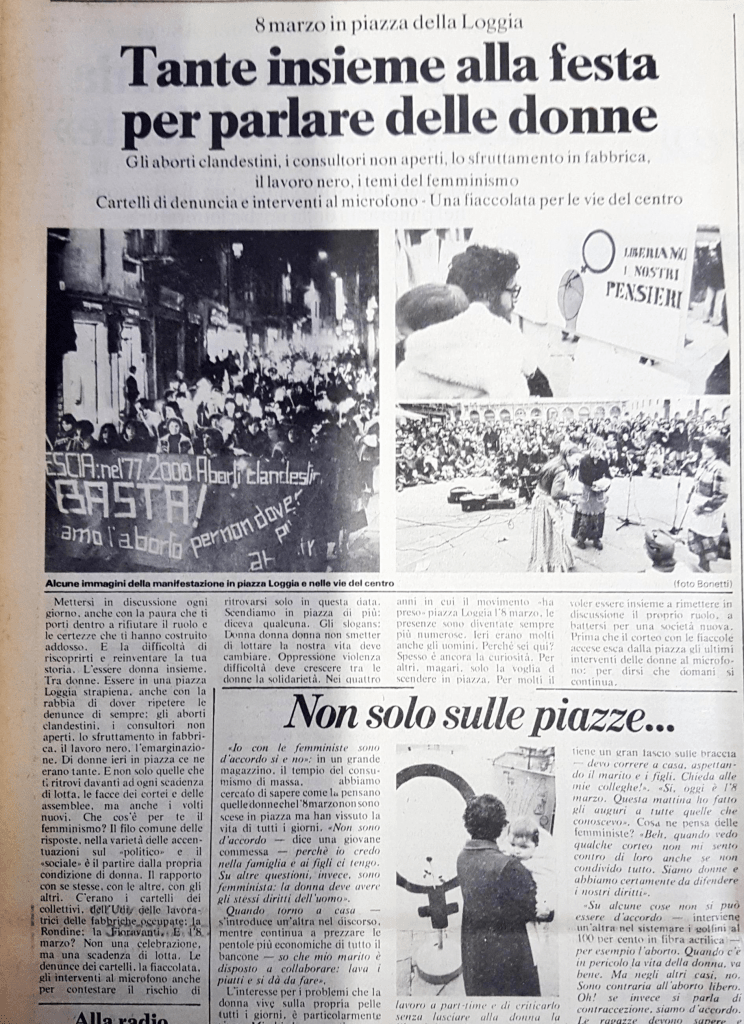 8 marzo in piazza della Loggia
Tante insieme alla festa
per parlare delle donne
Gli aborti clandestini, i consultori non aperti, lo sfruttamento in fabbrica,
il lavoro nero, i temi del femminismo
Cartelli di denuncia e interventi al microfono - Una fiaccolata per le vie del centro
ESCIA: nel 77, 2000 Aborti clandestin
BASTA!
amo l'aborto per non dover
LIBERIAMO
I NOSTRI
PENSIERI
Alcune immagini della manifestazione in piazza Loggia e nelle vie del centro
(foto Bonetti)
Mettersi in discussione ogni
giorno, anche con la paura che ti
porti dentro a rifiutare il ruolo e
le certezze che ti hanno costruito
addosso. E la difficoltà di
riscoprirti e reinventare la tua
storia. L'essere donna insieme.
Tra donne. Essere in una piazza
Loggia strapiena, anche con la
rabbia di dover ripetere le
denunce di sempre: gli aborti
clandestini, i consultori non
aperti, lo sfruttamento in fabbri-
ca, il lavoro nero, l'emarginazio-
ne. Di donne ieri in piazza ce ne
erano tante. E non solo quelle che
ti ritrovi davanti ad ogni scadenza
di lotta, le facce dei cortei e delle
assemblee, ma anche i volti
nuovi. Che cos'è per te il
femminismo? Il filo comune delle
risposte, nella varietà delle accen-
tuazioni sul «politico» e il
«sociale» è il partire dalla propria
condizione di donna. Il rapporto
con se stesse, con le altre, con gli
altri. C'erano i cartelli dei
collettivi, dell'Udi, delle lavora-
trici delle fabbriche occupate: la
Rondine, la Fioravanti. E l'8
marzo? Non una celebrazione,
ma una scadenza di lotta. Le
denunce dei cartelli, la fiaccolata,
gli interventi al microfono anche
per contestare il rischio di
ritrovarsi solo in questa data.
Scendiamo in piazza di più:
diceva qualcuna. Gli slogans:
Donna donna donna non smetter
di lottare la nostra vita deve
cambiare. Oppressione violenza
difficoltà deve crescere tra le
donne la solidarietà. Nei quattro
anni in cui il movimento «ha
preso» piazza Loggia l'8 marzo, le
presenze sono diventate sempre
più numerose. Ieri erano molti
anche gli uomini. Perché sei qui?
Spesso è ancora la curiosità. Per
altri, magari, solo la voglia di
scendere in piazza. Per molti il
voler essere insieme a rimettere in
discussione il proprio ruolo, a
battersi per una società nuova.
Prima che il corteo con le fiaccole
accese esca dalla piazza gli ultimi
interventi delle donne al microfo-
no: per dirsi che domani si
continua.
Non solo sulle piazze...
«Io con le femministe sono
d'accordo si e no»: in un grande
magazzino, il tempio del consu-
mismo di massa, abbiamo
cercato di sapere come la pensano
quelle donne che l'8 marzo non sono
scese in piazza ma han vissuto la
vita di tutti i giorni. «Non sono
d'accordo — dice una giovane
commessa — perché io credo
nella famiglia e ai figli ci tengo.
Su altre questioni, invece, sono
femminista: la donna deve avere
gli stessi diritti dell'uomo».
Quando torno a casa —
s'introduce un'altra nel discorso,
mentre continua a prezzare le
pentole più economiche di tutto il
bancone — so che mio marito è
disposto a collaborare: lava i
piatti e si dà da fare».
L'interesse per i problemi che la
donna vive sulla propria pelle
tutti i giorni, è particolarmente
lavoro a part-time e di criticarlo
senza lasciare alla donna la
tiene un gran fascio sulle braccia
— devo correre a casa, aspettan-
do il marito e i figli. Chieda alle
mie colleghe!». «Si, oggi è l'8
marzo. Questa mattina ho fatto
gli auguri a tutte quelle che
conoscevo». Cosa ne pensa delle
femministe? «Beh, quando vedo
qualche corteo non mi sento
contro di loro anche se non
condivido tutto. Siamo donne e
abbiamo certamente da difendere
i nostri diritti».
«Su alcune cose non si può
essere d'accordo — interviene
un'altra nel sistemare i golfini al
100 per cento in fibra acrilica —
per esempio l'aborto. Quando c'è
in pericolo la vita della donna, va
bene. Ma negli altri casi, no.
Sono contraria all'aborto libero.
Oh! se invece si parla di
contraccezione, siamo d'accordo.
Le ragazze devono sapere
Alla radio